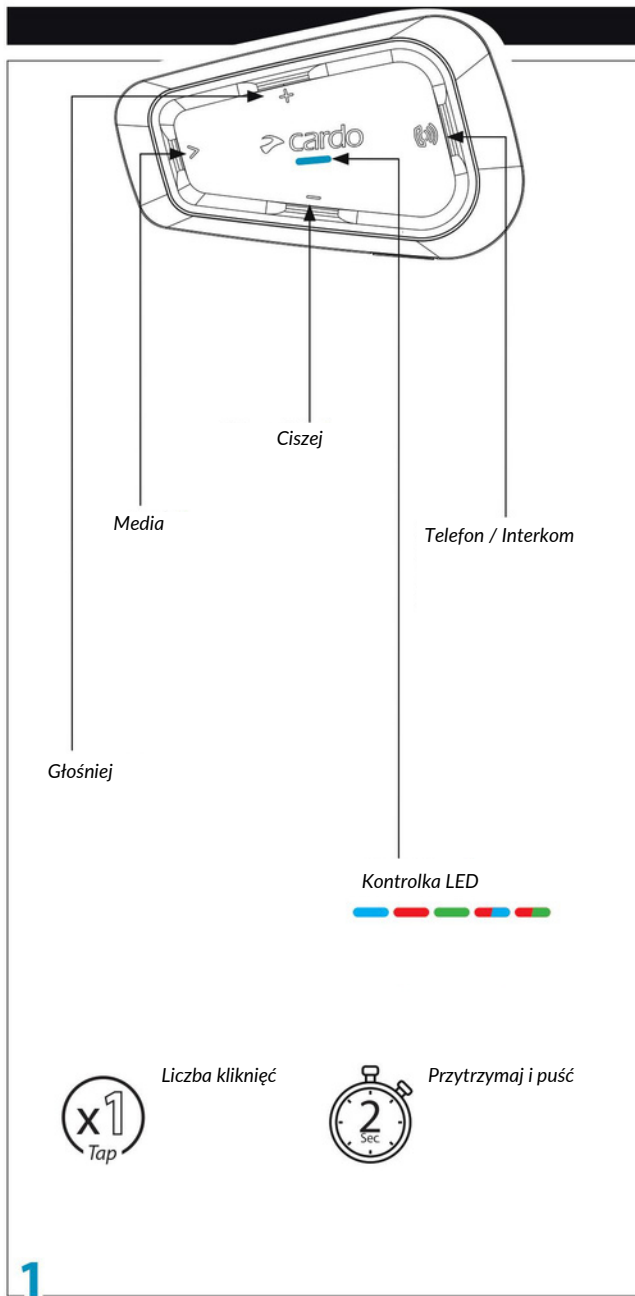 cardo
Ciszej
Media
Telefon / Interkom
Głośniej
Kontrolka LED
x1
Tap
Liczba kliknięć
2
Sec
Przytrzymaj i puść
1